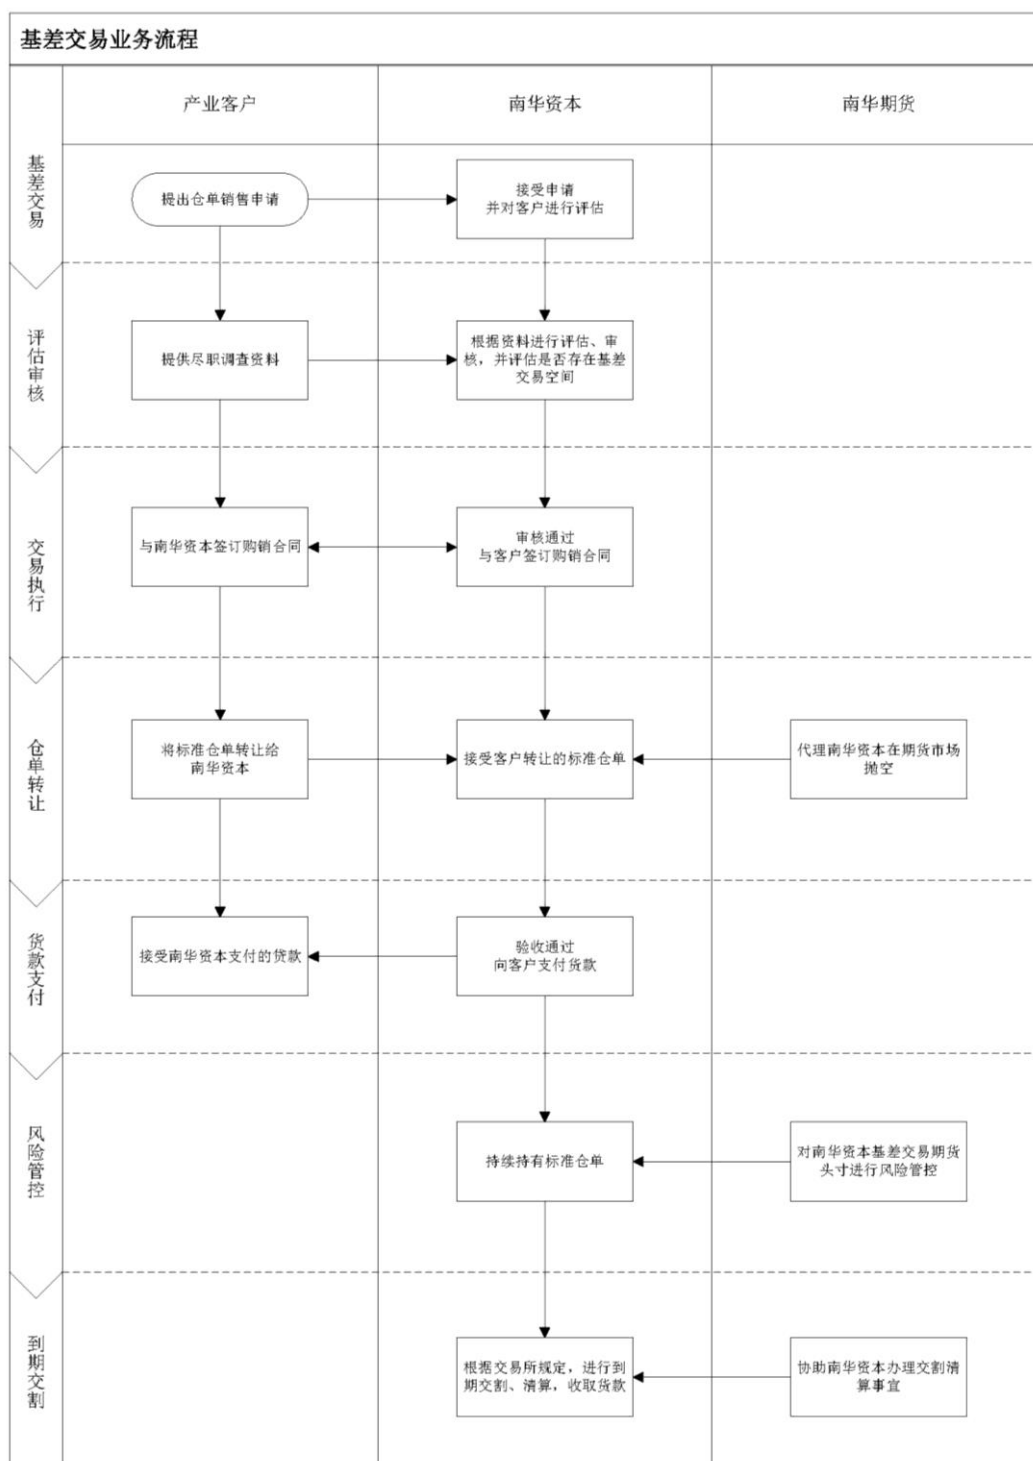 基差交易业务流程
产业客户
南华资本
南华期货
基差交易
提出仓单销售申请
接受申请
并对客户进行评估
评估审核
提供尽职调查资料
根据资料进行评估、审
核，并评估是否存在基差
交易空间
交易执行
与南华资本签订购销合同
审核通过
与客户签订购销合同
仓单转让
将标准仓单转让给
南华资本
接受客户转让的标准仓单
代理南华资本在期货市场
抛空
货款支付
接受南华资本支付的货款
验收通过
向客户支付货款
风险管控
持续持有标准仓单
对南华资本基差交易期货
头寸进行风险管控
到期交割
根据交易所规定，进行到
期交割、清算，收取货款
协助南华资本办理交割清
算事宜